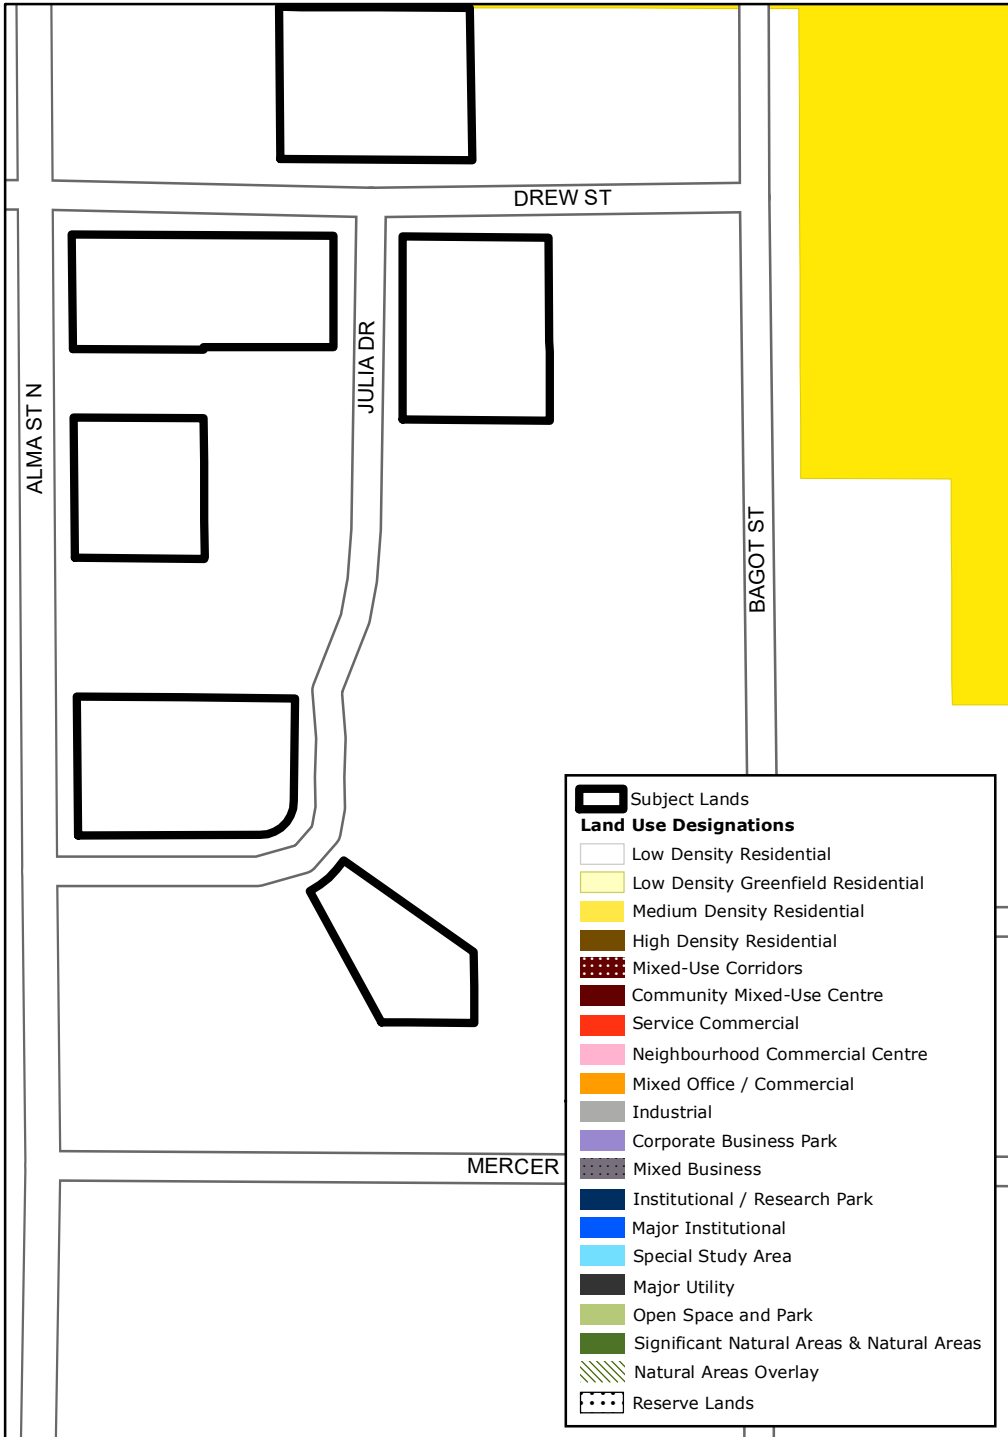 DREW ST
JULIA DR
ALMA ST N
BAGOT ST
MERCER
Subject Lands
Land Use Designations
Low Density Residential
Low Density Greenfield Residential
Medium Density Residential
High Density Residential
Mixed-Use Corridors
Community Mixed-Use Centre
Service Commercial
Neighbourhood Commercial Centre
Mixed Office / Commercial
Industrial
Corporate Business Park
Mixed Business
Institutional / Research Park
Major Institutional
Special Study Area
Major Utility
Open Space and Park
Significant Natural Areas & Natural Areas
Natural Areas Overlay
Reserve Lands